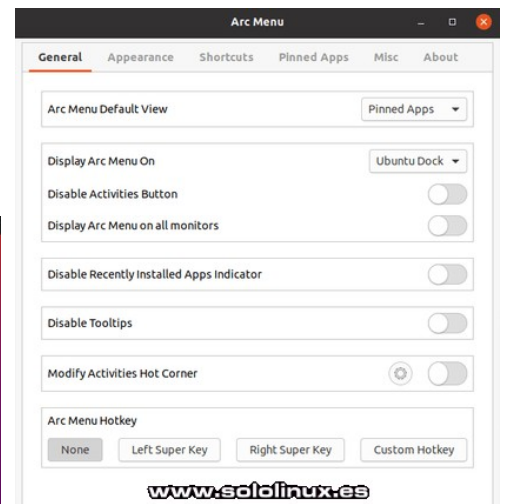 Arc Menu
General Appearance Shortcuts Pinned Apps Misc About
Arc Menu Default View Pinned Apps
Display Arc Menu On Ubuntu Dock
Disable Activities Button
Display Arc Menu on all monitors
Disable Recently Installed Apps Indicator
Disable Tooltips
Modify Activities Hot Corner
Arc Menu Hotkey
None Left Super Key Right Super Key Custom Hotkey
www.sololinux.es